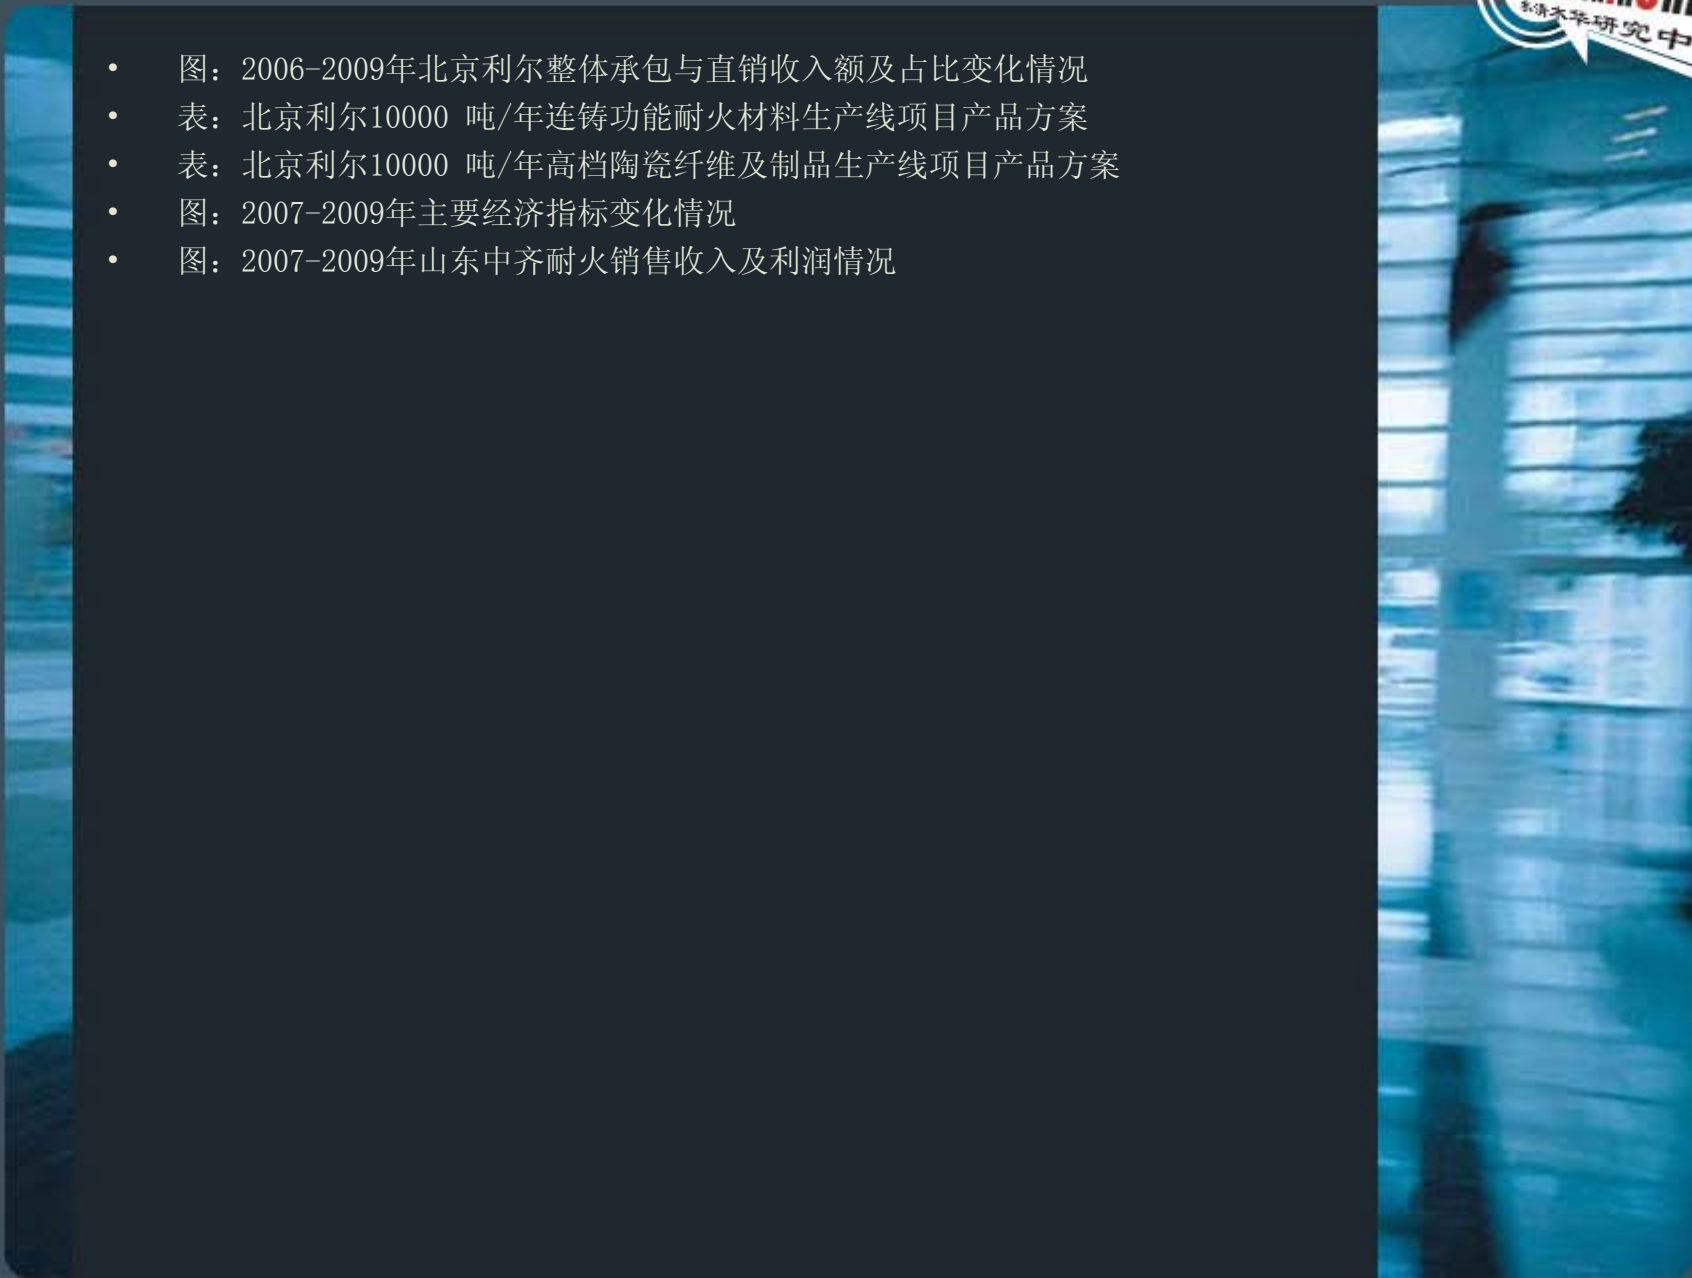 • 图：2006-2009年北京利尔整体承包与直销收入额及占比变化情况
• 表：北京利尔10000 吨/年连铸功能耐火材料生产线项目产品方案
• 表：北京利尔10000 吨/年高档陶瓷纤维及制品生产线项目产品方案
• 图：2007-2009年主要经济指标变化情况
• 图：2007-2009年山东中齐耐火销售收入及利润情况
大华研究中